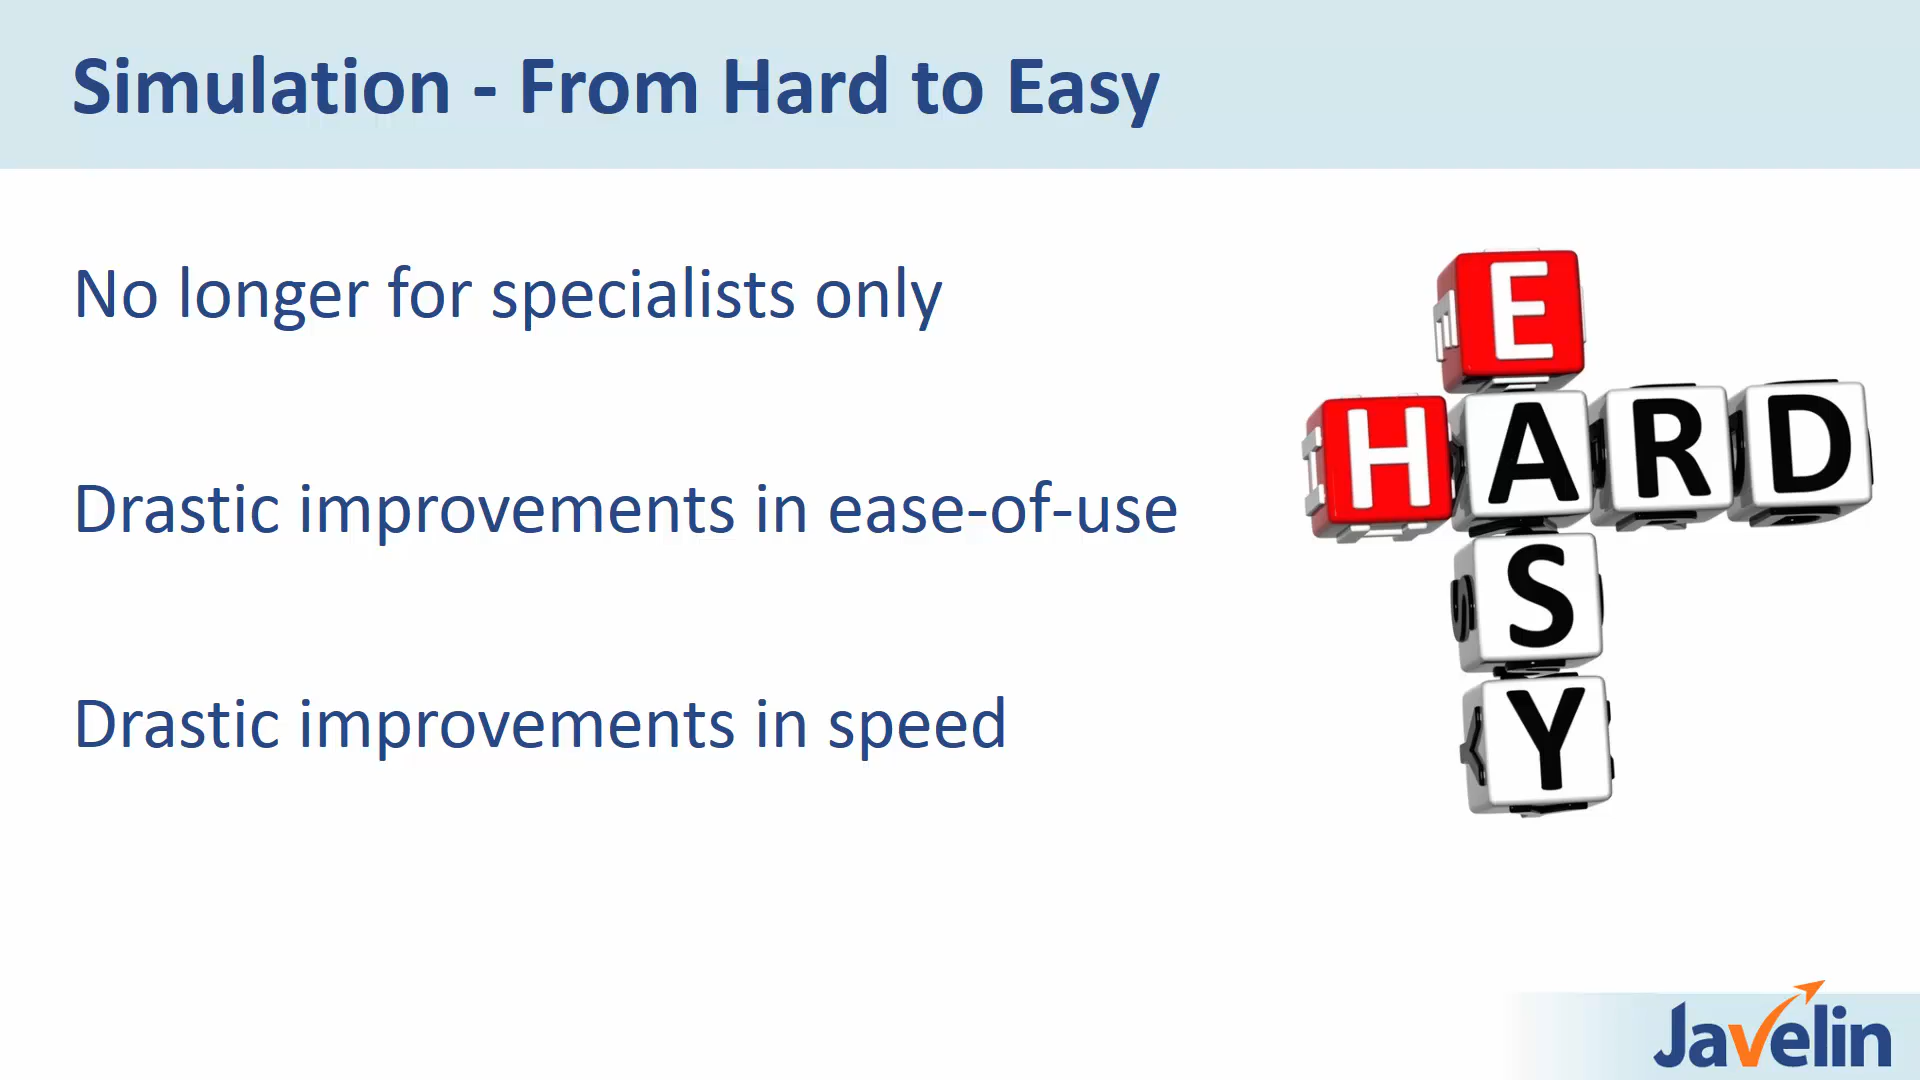 Simulation - From Hard to Easy
No longer for specialists only
Drastic improvements in ease-of-use
Drastic improvements in speed
E
HARD
S
Y
Javelin